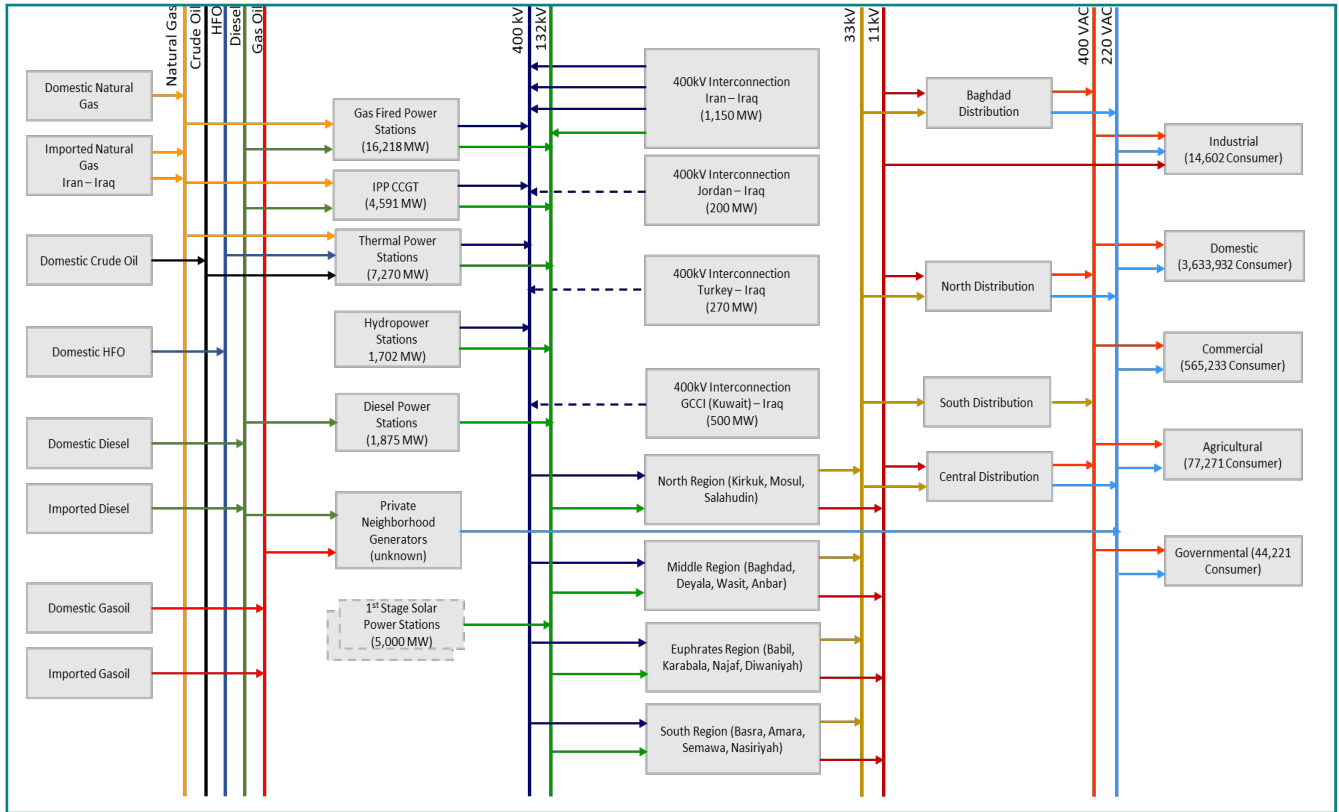 Natural Gas
Crude Oil
HFO
Diesel
Gas Oil
400 kV
132kV
33kV
11kV
400 VAC
220 VAC
Domestic Natural
Gas
Imported Natural
Gas
Iran – Iraq
Domestic Crude Oil
Domestic HFO
Domestic Diesel
Imported Diesel
Domestic Gasoil
Imported Gasoil
Gas Fired Power
Stations
(16,218 MW)
IPP CCGT
(4,591 MW)
Thermal Power
Stations
(7,270 MW)
Hydropower
Stations
1,702 MW)
Diesel Power
Stations
(1,875 MW)
Private
Neighborhood
Generators
(unknown)
1st Stage Solar
Power Stations
(5,000 MW)
400kV Interconnection
Iran – Iraq
(1,150 MW)
400kV Interconnection
Jordan – Iraq
(200 MW)
400kV Interconnection
Turkey – Iraq
(270 MW)
400kV Interconnection
GCCI (Kuwait) – Iraq
(500 MW)
North Region (Kirkuk, Mosul,
Salahudin)
Middle Region (Baghdad,
Deyala, Wasit, Anbar)
Euphrates Region (Babil,
Karabala, Najaf, Diwaniyah)
South Region (Basra, Amara,
Semawa, Nasiriyah)
Baghdad
Distribution
North Distribution
South Distribution
Central Distribution
Industrial
(14,602 Consumer)
Domestic
(3,633,932 Consumer)
Commercial
(565,233 Consumer)
Agricultural
(77,271 Consumer)
Governmental (44,221
Consumer)